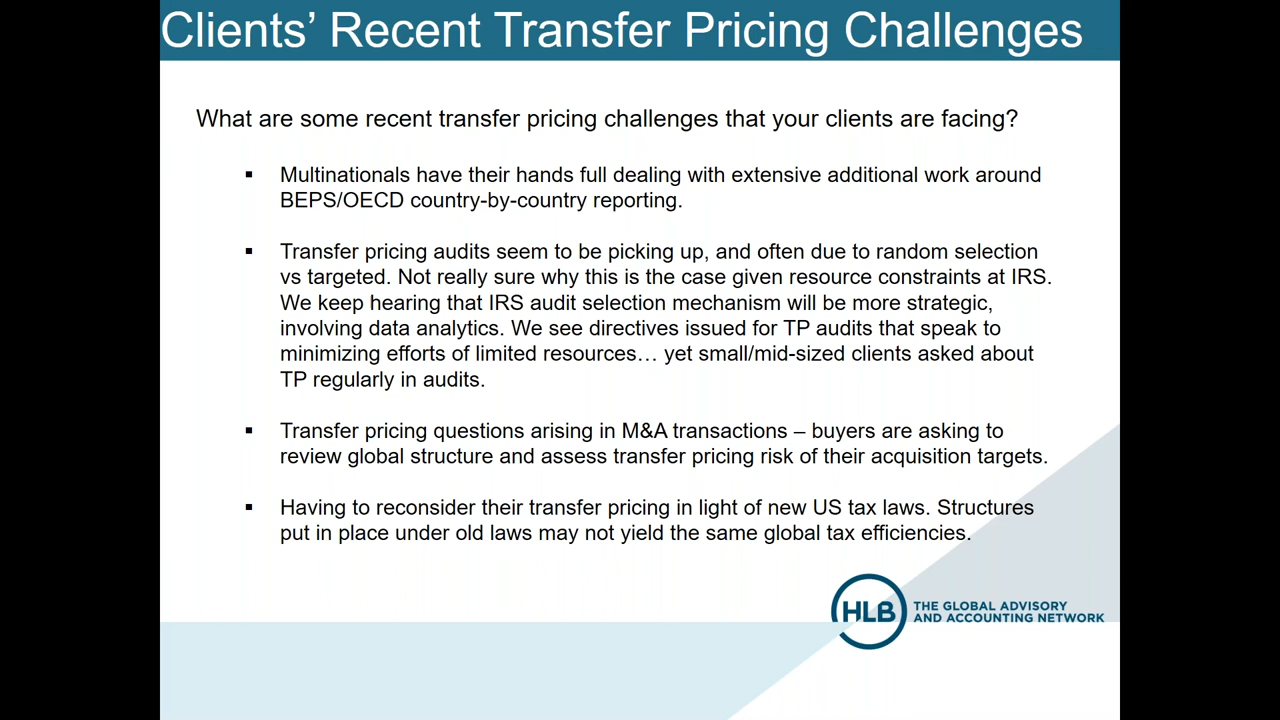 Clients’ Recent Transfer Pricing Challenges
What are some recent transfer pricing challenges that your clients are facing?
▪ Multinationals have their hands full dealing with extensive additional work around
BEPS/OECD country-by-country reporting.
▪ Transfer pricing audits seem to be picking up, and often due to random selection
vs targeted. Not really sure why this is the case given resource constraints at IRS.
We keep hearing that IRS audit selection mechanism will be more strategic,
involving data analytics. We see directives issued for TP audits that speak to
minimizing efforts of limited resources… yet small/mid-sized clients asked about
TP regularly in audits.
▪ Transfer pricing questions arising in M&A transactions – buyers are asking to
review global structure and assess transfer pricing risk of their acquisition targets.
▪ Having to reconsider their transfer pricing in light of new US tax laws. Structures
put in place under old laws may not yield the same global tax efficiencies.
HLB
THE GLOBAL ADVISORY
AND ACCOUNTING NETWORK